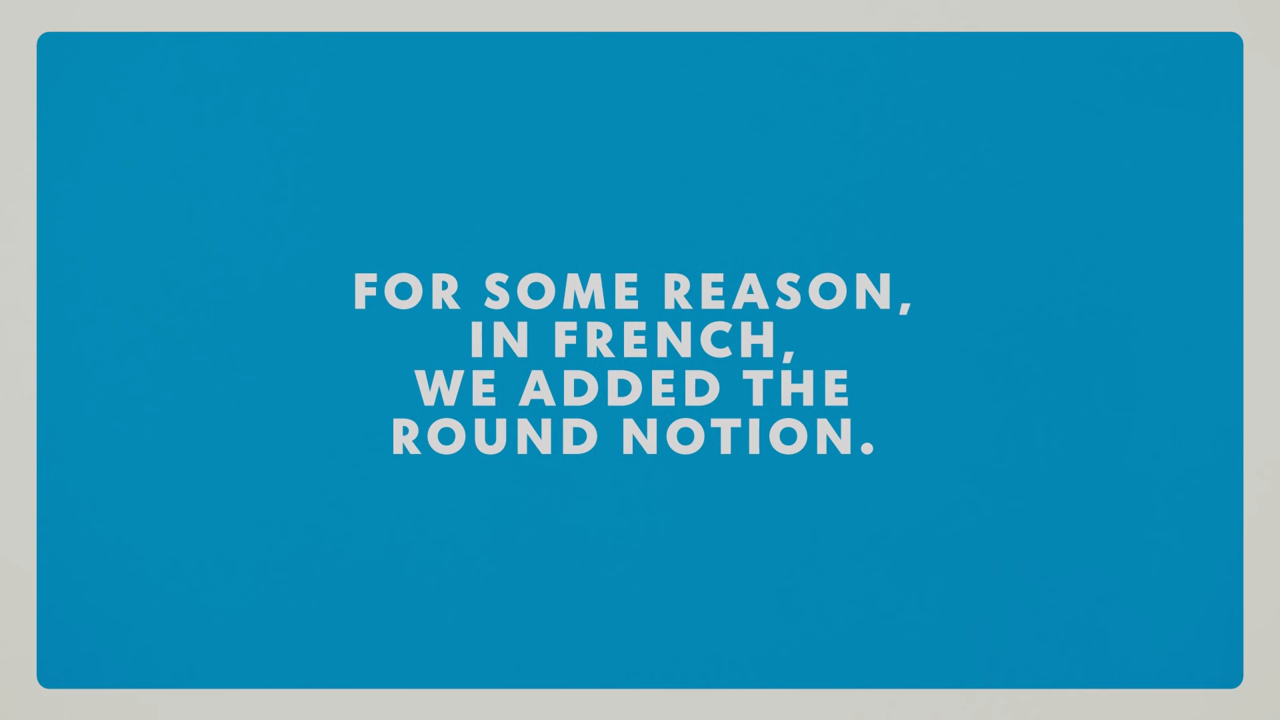 FOR SOME REASON,
IN FRENCH,
WE ADDED THE
ROUND NOTION.